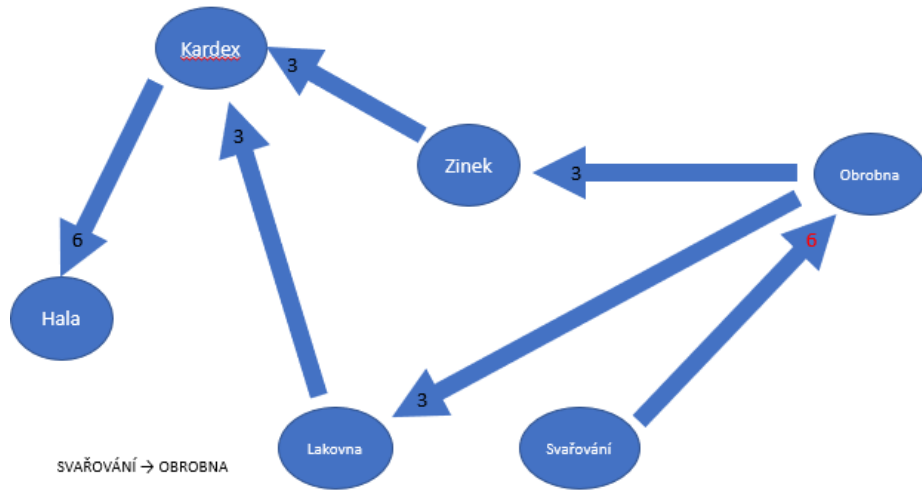 Kardex
3
3
Zinek
3
Obrobna
6
6
Hala
3
Lakovna
Svařování
SVAŘOVÁNÍ → OBROBNA